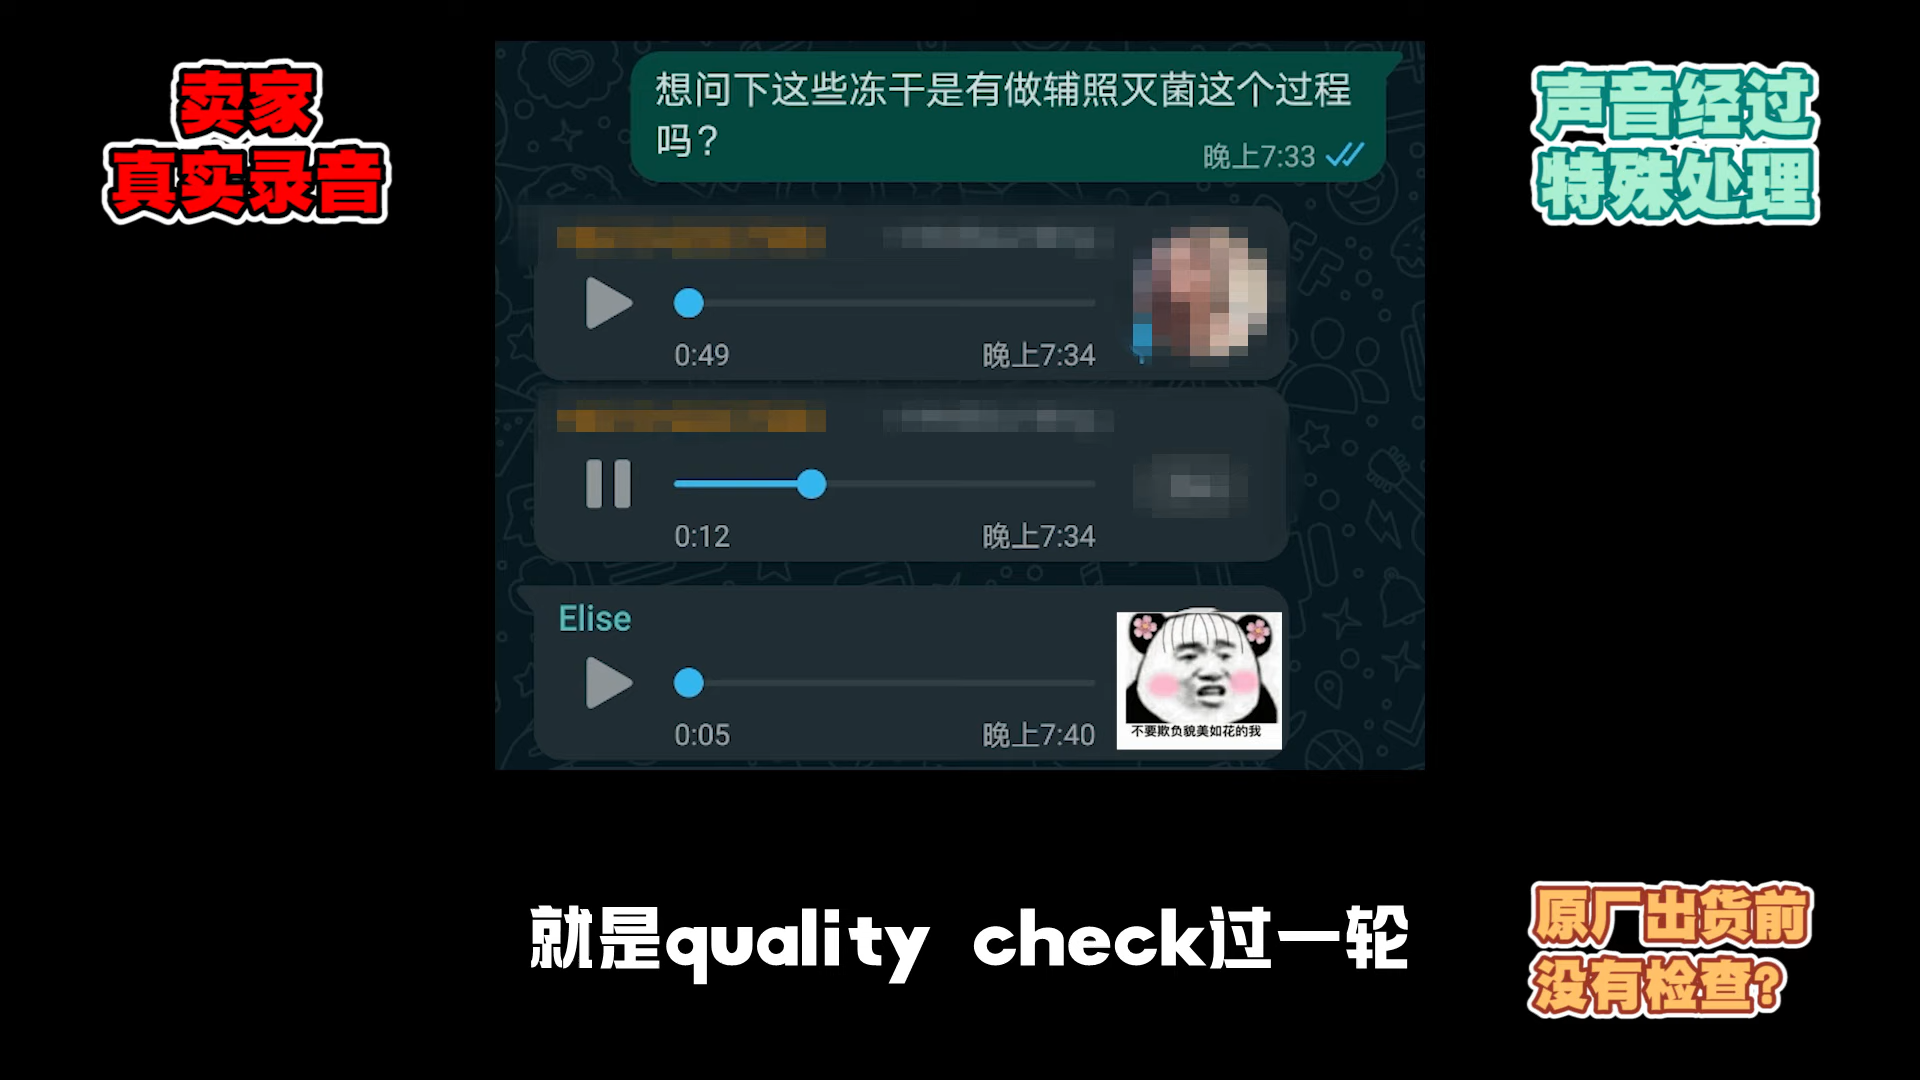 卖家
真实录音
声音经过
特殊处理
想问下这些冻干是有做辅照灭菌这个过程
吗？
晚上7:33
0:49
晚上7:34
0:12
晚上7:34
Elise
0:05
晚上7:40
不要欺负貌美如花的我
就是quality check过一轮
原厂出货前
没有检查?